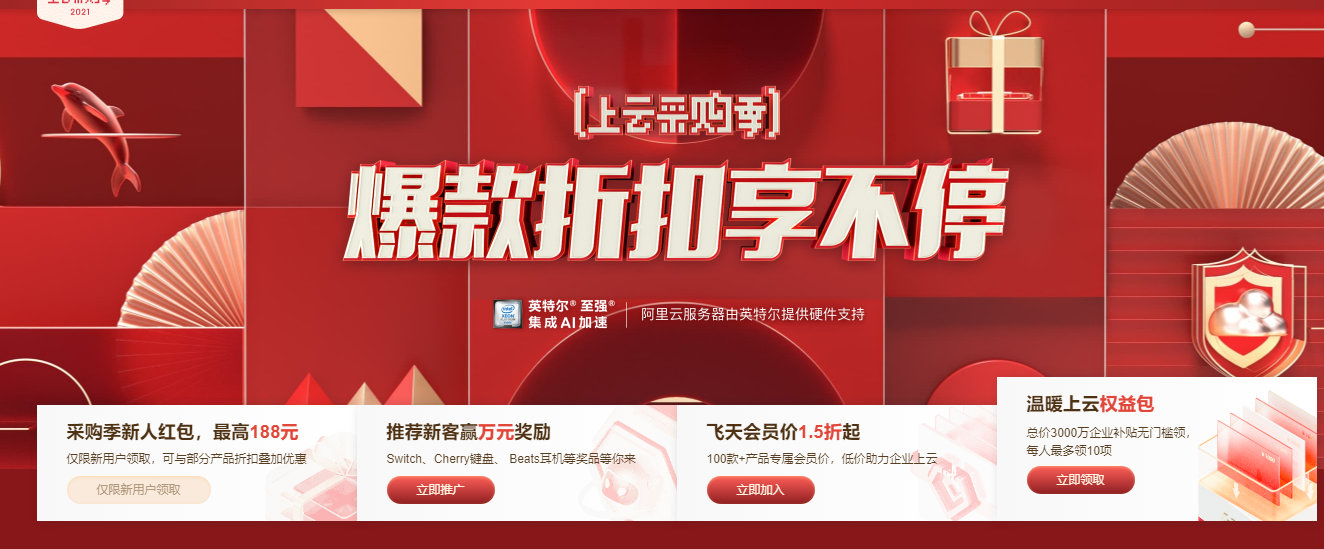 2021
[上云采购季]
爆款折扣享不停
英特尔® 至强®
集成 AI 加速
阿里云服务器由英特尔提供硬件支持
intel
XEON
采购季新人红包，最高188元
仅限新用户领取，可与部分产品折扣叠加优惠
仅限新用户领取
推荐新客赢万元奖励
Switch、Cherry键盘、 Beats耳机等奖品等你来
立即推广
飞天会员价1.5折起
100款+产品专属会员价，低价助力企业上云
立即加入
温暖上云权益包
总价3000万企业补贴无门槛领，
每人最多领10项
立即领取